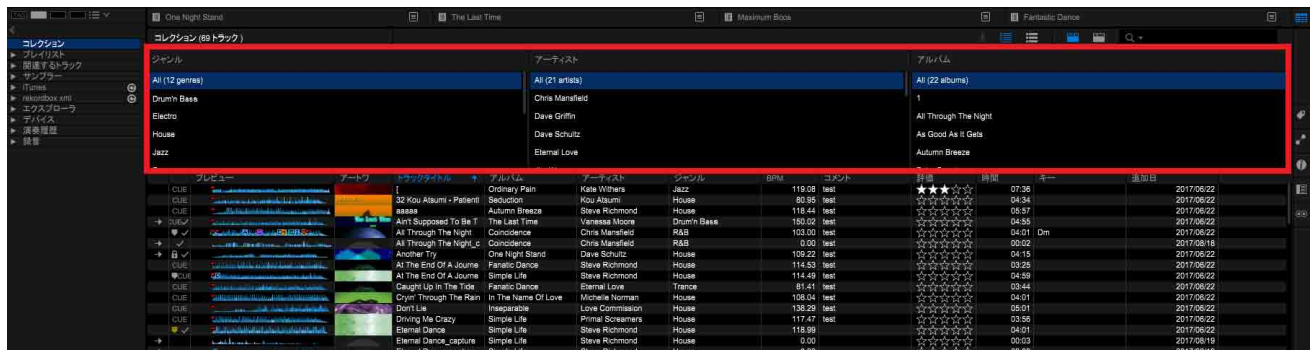 One Night Stand The Last Time Maximum Boos Fantastic Dance
コレクション (69 トラック )
コレクション
プレイリスト
関連するトラック
サンプラー
iTunes
rekordbox xml
エクスプローラ
デバイス
演奏履歴
録音
ジャンル アーティスト アルバム
All (12 genres) All (21 artists) All (22 albums)
Drum'n Bass Chris Mansfield 1
Electro Dave Griffin All Through The Night
House Dave Schultz As Good As It Gets
Jazz Eternal Love Autumn Breeze
プレビュー アートワ トラックタイトル アルバム アーティスト ジャンル BPM コメント 評価 時間 キー 追加日
CUE [ Ordinary Pain Kate Withers Jazz 119.08 test ★★★☆☆ 07:36 2017/06/22
CUE 32 Kou Atsumi - Patientl Seduction Kou Atsumi House 80.95 test ☆☆☆☆☆ 04:34 2017/06/22
CUE aaaaa Autumn Breeze Steve Richmond House 118.44 test ☆☆☆☆☆ 05:57 2017/06/22
CUE Ain't Supposed To Be T The Last Time Vanessa Moore Drum'n Bass 150.02 test ☆☆☆☆☆ 04:55 2017/06/22
All Through The Night Coincidence Chris Mansfield R&B 103.00 test ☆☆☆☆☆ 04:01 Dm 2017/06/22
All Through The Night_c Coincidence Chris Mansfield R&B 0.00 test ☆☆☆☆☆ 00:02 2017/08/18
Another Try One Night Stand Dave Schultz House 109.22 test ☆☆☆☆☆ 04:15 2017/06/22
CUE At The End Of A Journe Fanatic Dance Steve Richmond House 114.53 test ☆☆☆☆☆ 03:25 2017/06/22
CUE At The End Of A Journe Simple Life Steve Richmond House 114.49 test ☆☆☆☆☆ 04:59 2017/06/22
CUE Caught Up In The Tide Fanatic Dance Eternal Love Trance 81.41 test ☆☆☆☆☆ 03:44 2017/06/22
CUE Cryin' Through The Rain In The Name Of Love Michelle Norman House 108.04 test ☆☆☆☆☆ 04:01 2017/06/22
CUE Don't Lie Inseparable Love Commission House 138.29 test ☆☆☆☆☆ 05:01 2017/06/22
CUE Driving Me Crazy Simple Life Primal Screamers House 117.47 test ☆☆☆☆☆ 03:56 2017/06/22
Eternal Dance Simple Life Steve Richmond House 118.99 ☆☆☆☆☆ 04:01 2017/06/22
Eternal Dance_capture Simple Life Steve Richmond House 0.00 ☆☆☆☆☆ 00:03 2017/08/19